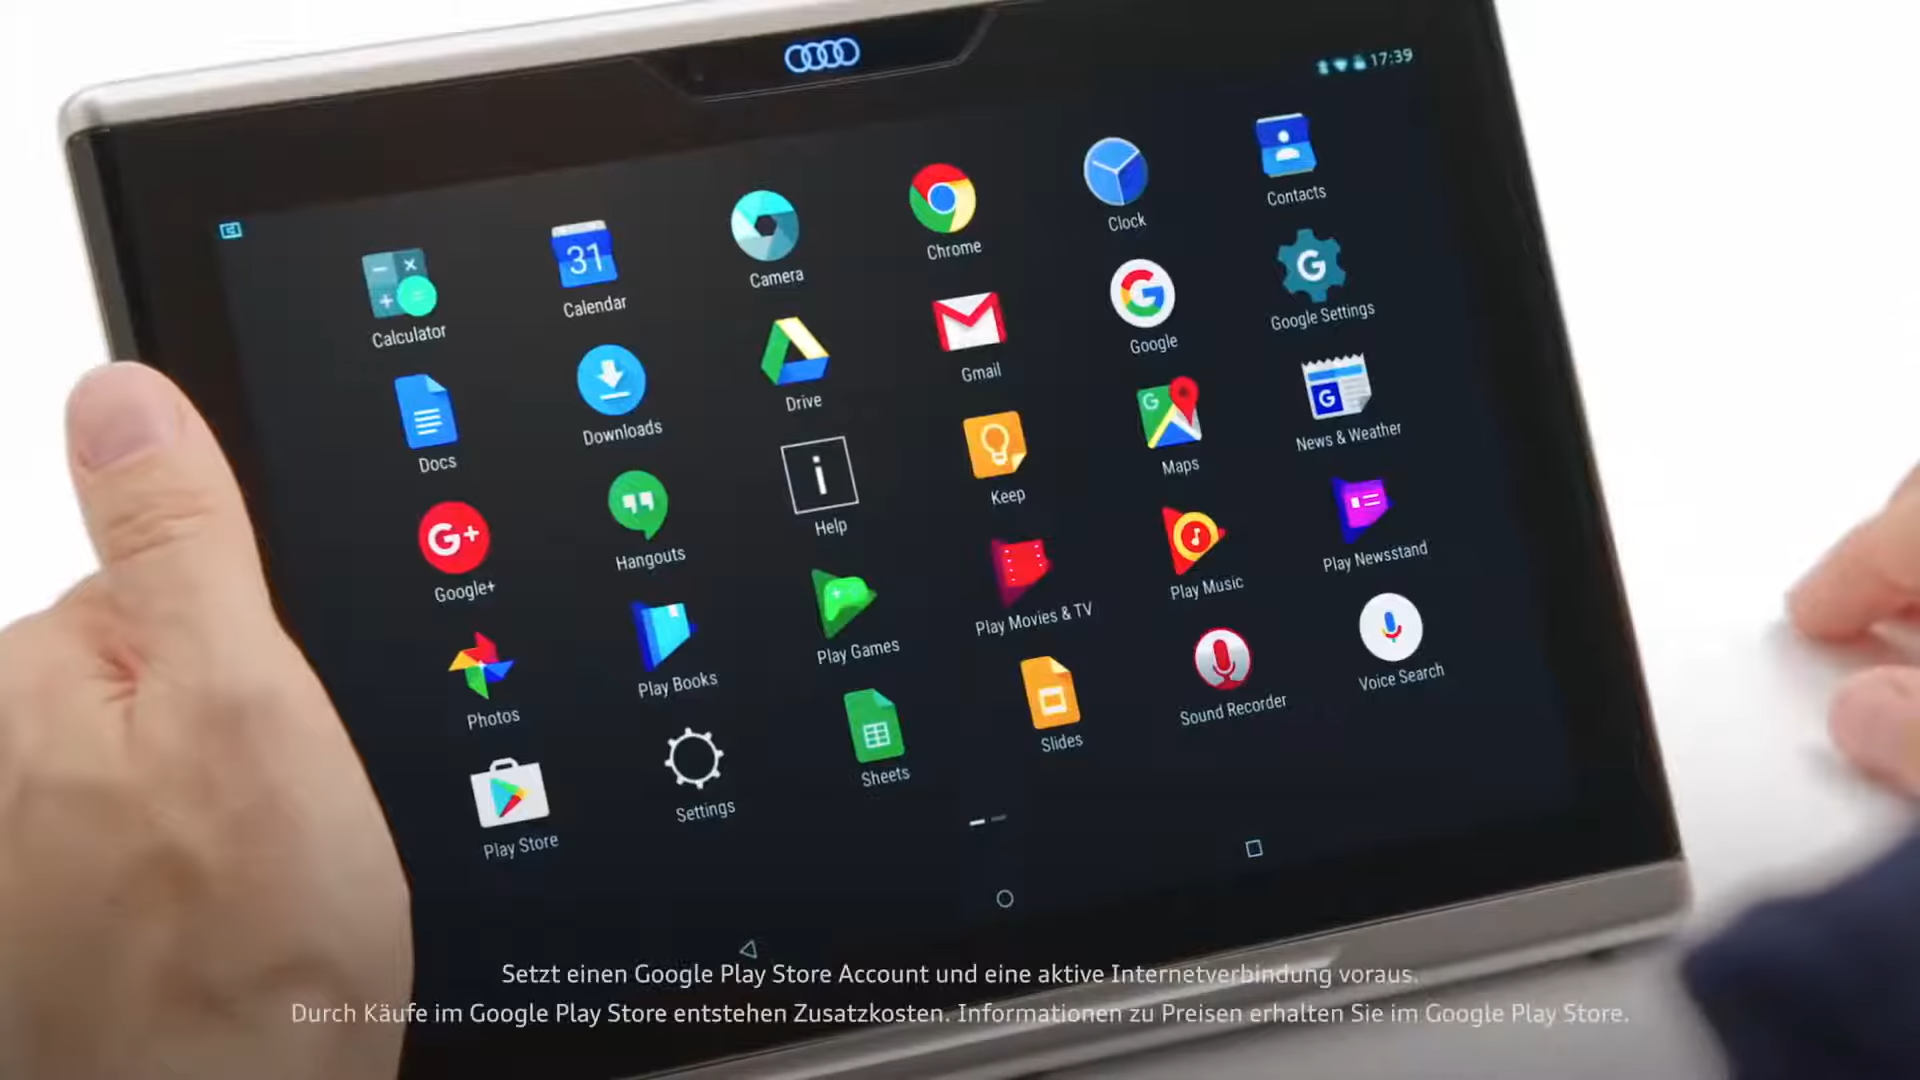 17:39
Calculator
31
Calendar
Camera
Chrome
Clock
Contacts
Docs
Downloads
Drive
Gmail
G
Google
G
Google Settings
G+
Google+
Hangouts
i
Help
Keep
G
Maps
G
News & Weather
Photos
Play Books
Play Games
Play Movies & TV
Play Music
Play Newsstand
Play Store
Settings
Sheets
Slides
Sound Recorder
Voice Search
Setzt einen Google Play Store Account und eine aktive Internetverbindung voraus.
Durch Käufe im Google Play Store entstehen Zusatzkosten. Informationen zu Preisen erhalten Sie im Google Play Store.